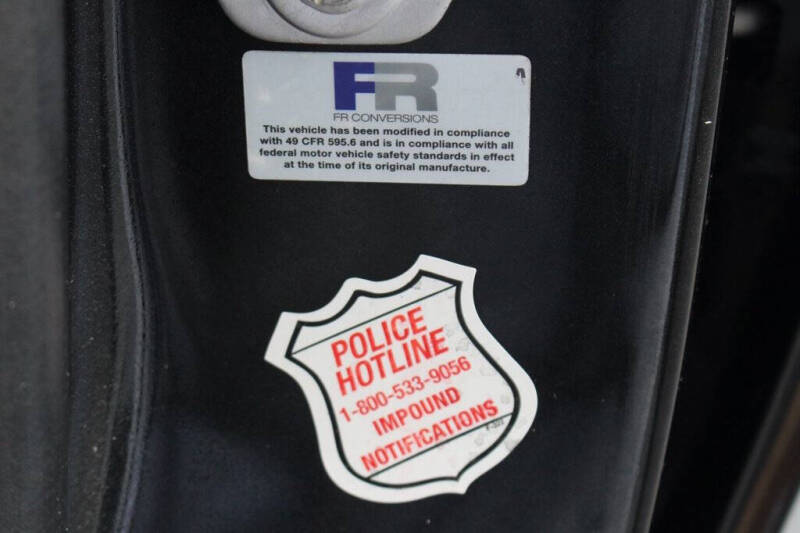 FR
FR CONVERSIONS
This vehicle has been modified in compliance
with 49 CFR 595.6 and is in compliance with all
federal motor vehicle safety standards in effect
at the time of its original manufacture.
POLICE
HOTLINE
1-800-533-9056
IMPOUND
NOTIFICATIONS